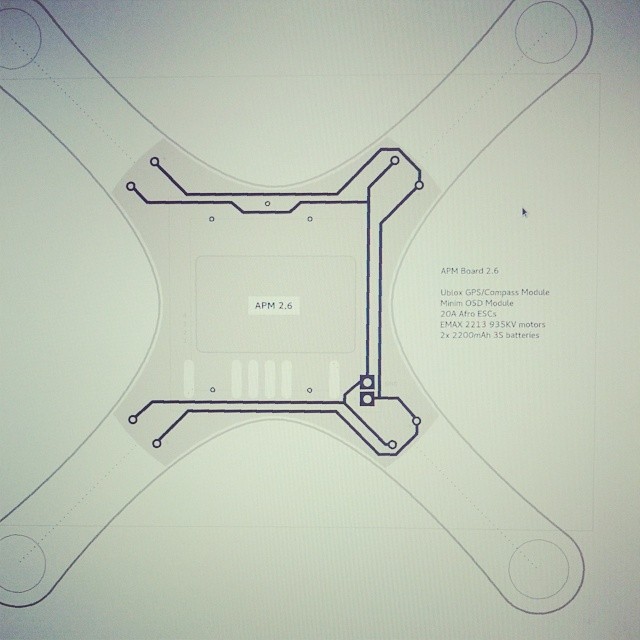 APM 2.6
APM Board 2.6
Ublox GPS/Compass Module
Minim OSD Module
20A Afro ESCs
EMAX 2213 935KV motors
2x 2200mAh 3S batteries